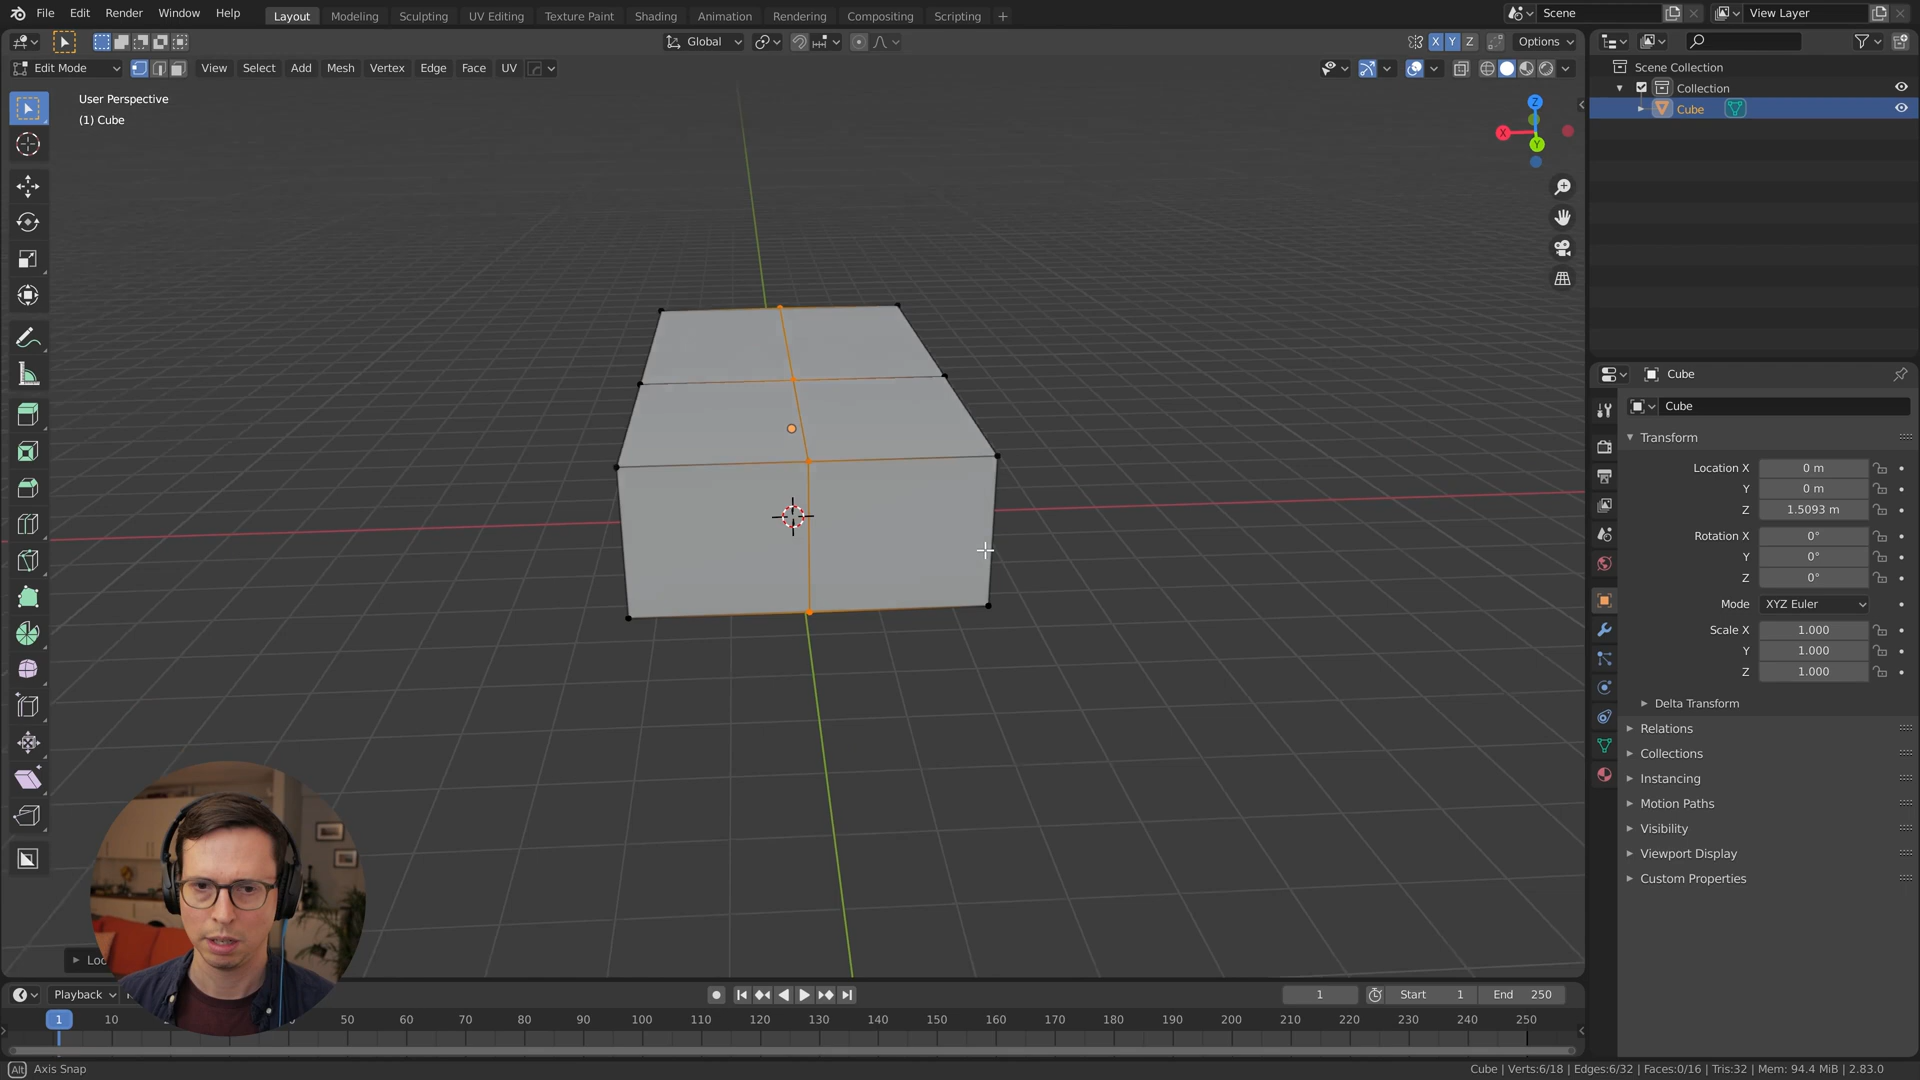 File Edit Render Window Help Layout Modeling Sculpting UV Editing Texture Paint Shading Animation Rendering Compositing Scripting + Scene View Layer
Global X Y Z Options
Edit Mode View Select Add Mesh Vertex Edge Face UV
User Perspective
(1) Cube
Z
X
Y
Scene Collection
Collection
Cube
Cube
Cube
Transform
Location X 0 m
Y 0 m
Z 1.5093 m
Rotation X 0°
Y 0°
Z 0°
Mode XYZ Euler
Scale X 1.000
Y 1.000
Z 1.000
Delta Transform
Relations
Collections
Instancing
Motion Paths
Visibility
Viewport Display
Custom Properties
Playback 1 Start 1 End 250
1 10 50 60 70 80 90 100 110 120 130 140 150 160 170 180 190 200 210 220 230 240 250
Alt Axis Snap Cube | Verts:6/18 | Edges:6/32 | Faces:0/16 | Tris:32 | Mem: 94.4 MiB | 2.83.0